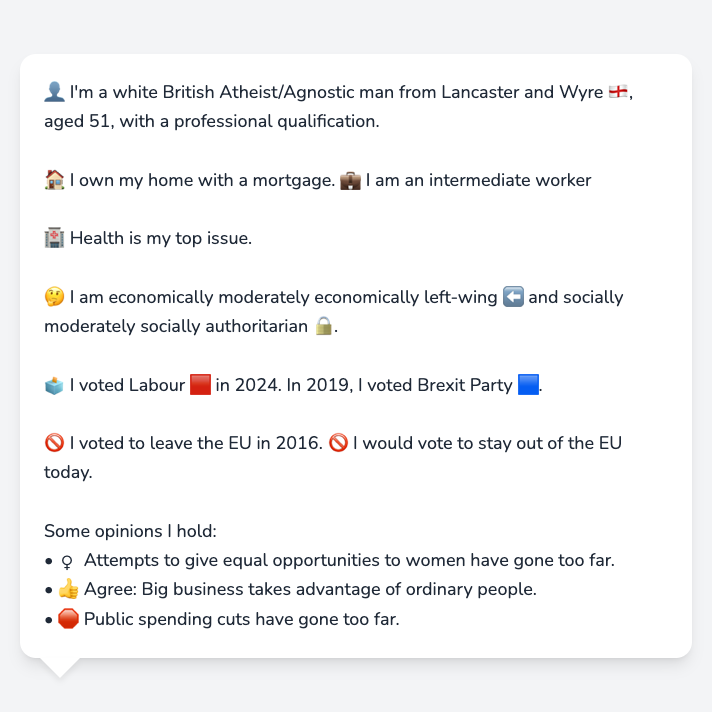 👤 I'm a white British Atheist/Agnostic man from Lancaster and Wyre 🏴󠁧󠁢󠁥󠁮󠁧󠁿,
aged 51, with a professional qualification.
🏠 I own my home with a mortgage. 💼 I am an intermediate worker
🏥 Health is my top issue.
🤔 I am economically moderately economically left-wing ⬅️ and socially
moderately socially authoritarian 🔒.
🗳️ I voted Labour 🟥 in 2024. In 2019, I voted Brexit Party 🟦.
🚫 I voted to leave the EU in 2016. 🚫 I would vote to stay out of the EU
today.
Some opinions I hold:
• ♀ Attempts to give equal opportunities to women have gone too far.
• 👍 Agree: Big business takes advantage of ordinary people.
• 🛑 Public spending cuts have gone too far.